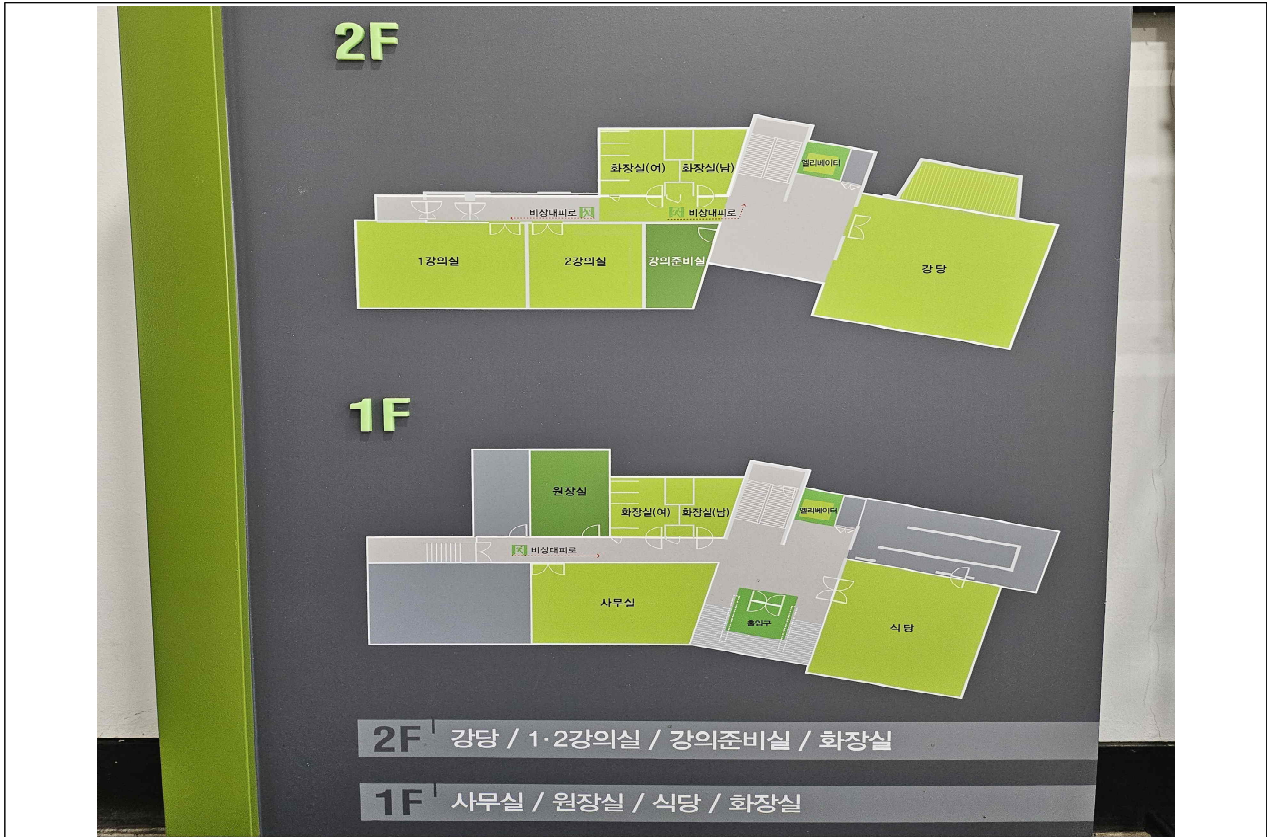 2F
엘리베이터
화장실(여) 화장실(남)
비상대피로 비상대피로
1강의실 2강의실 강의준비실
강당
1F
원장실
엘리베이터
화장실(여) 화장실(남)
비상대피로
사무실
출입구
식당
2F 강당 / 1·2강의실 / 강의준비실 / 화장실
1F 사무실 / 원장실 / 식당 / 화장실